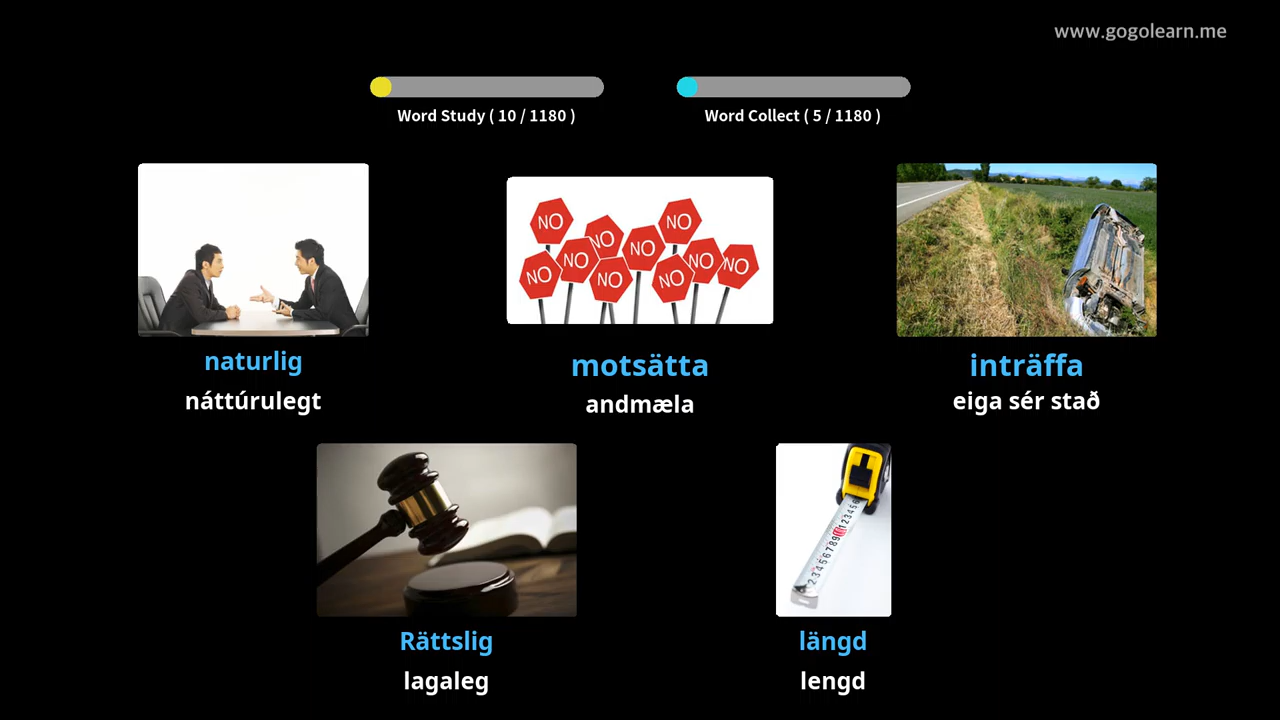 www.gogolearn.me
Word Study ( 10 / 1180 )
Word Collect ( 5 / 1180 )
NO
NO
NO
NO
NO
NO
NO
NO
NO
NO
naturlig
náttúrulegt
motsätta
andmæla
inträffa
eiga sér stað
Rättslig
lagaleg
längd
lengd